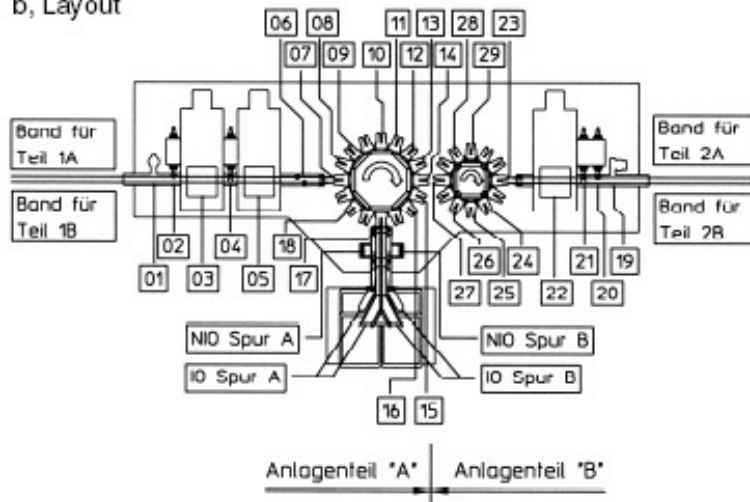 b, Layout
06 08 11 13 28 23
07 09 10 12 14 29
Band für
Teil 1A
Band für
Teil 2A
Band für
Teil 1B
Band für
Teil 2B
02 04 18 26 24 21 19
01 03 05 17 27 25 22 20
NIO Spur A
NIO Spur B
IO Spur A
IO Spur B
16 15
Anlagenteil "A"
Anlagenteil "B"